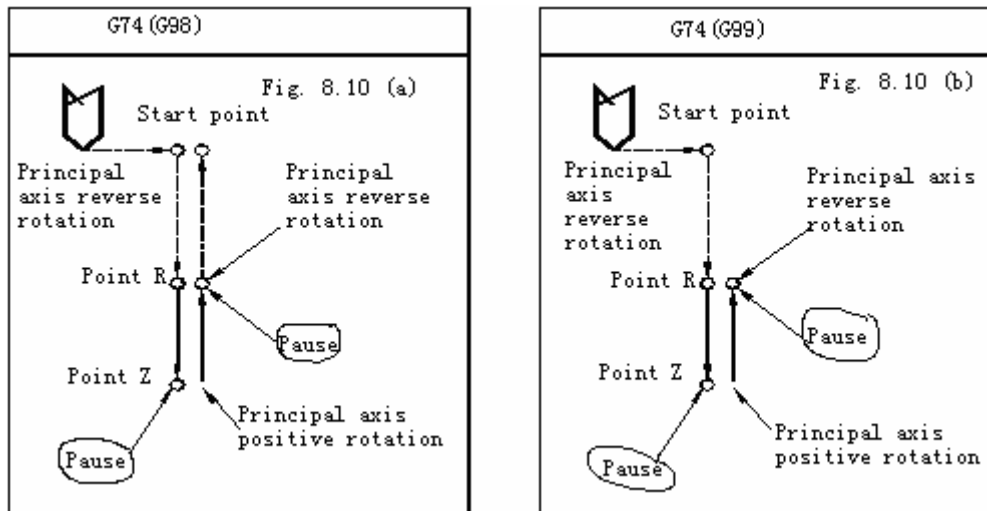 G74(G98)
Fig. 8.10 (a)
Start point
Principal
axis reverse
rotation
Principal
axis reverse
rotation
Point R
Pause
Point Z
Principal axis
positive rotation
Pause
G74(G99)
Fig. 8.10 (b)
Start point
Principal
axis
reverse
rotation
Principal axis
reverse
rotation
Point R
Pause
Point Z
Principal axis
positive rotation
Pause